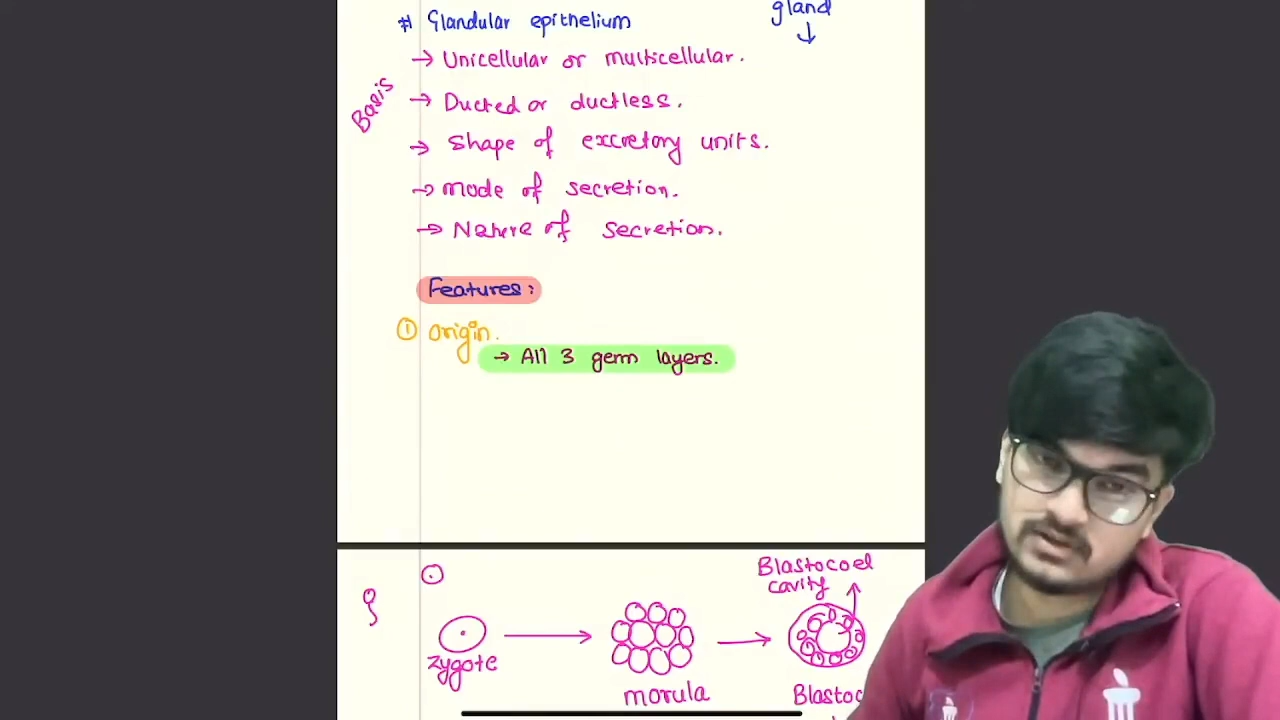 gland
# Glandular epithelium
→ Unicellular or multicellular.
Basis
→ Ducted or ductless.
→ Shape of excretory units.
→ Mode of secretion.
→ Nature of secretion.
Features:
① Origin.
→ All 3 germ layers.
Blastocoel
cavity
zygote
morula
Blastoc